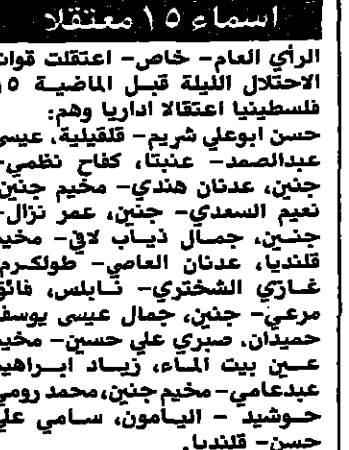 اسماء ١٥ معتقلا
الرأي العام- خاص- اعتقلت قوات
الاحتلال الليلة قبل الماضية ١٥
فلسطينيا اعتقالا اداريا وهم:
حسن ابوعلي شريم- قلقيلية، عيسى
عبدالصمد- عنبتا، كفاح نظمي-
جنين، عدنان هندي- مخيم جنين،
نعيم السعدي- جنين، عمر نزال-
جنين، جمال ذياب لافي- مخيم
قلنديا، عدنان العاصي- طولكرم،
غازي الشختري- نابلس، فائق
مرعي- جنين، جمال عيسى يوسف
حميدان، صبري علي حسين- مخيم
عين بيت الماء، زياد ابراهيم
عبدعامي- مخيم جنين، محمد رومي
حوشيد - اليامون، سامي علي
حسن- قلنديا.